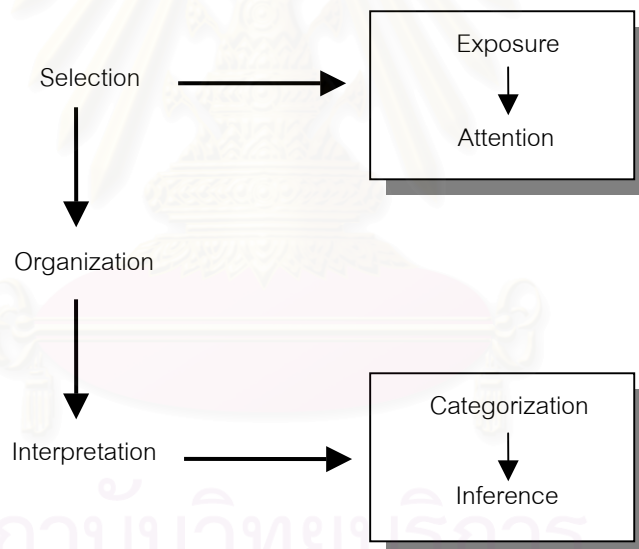 Exposure
Selection
Attention
Organization
Categorization
Interpretation
Inference